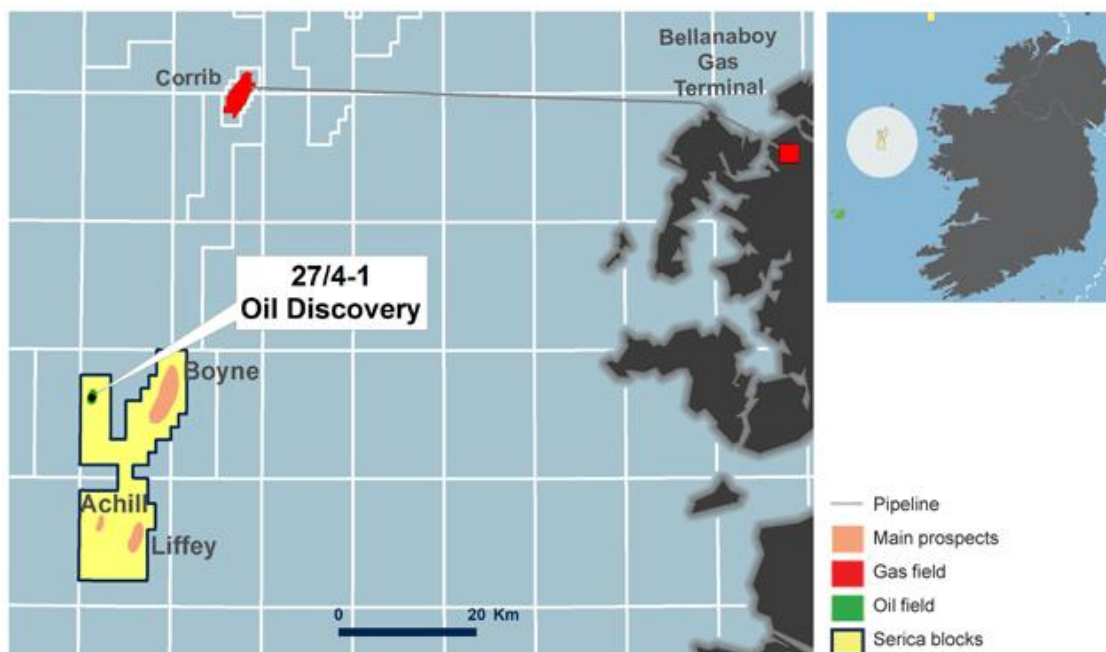 Corrib
Bellanaboy
Gas
Terminal
27/4-1
Oil Discovery
Boyne
Achill
Liffey
0 20 Km
Pipeline
Main prospects
Gas field
Oil field
Serica blocks